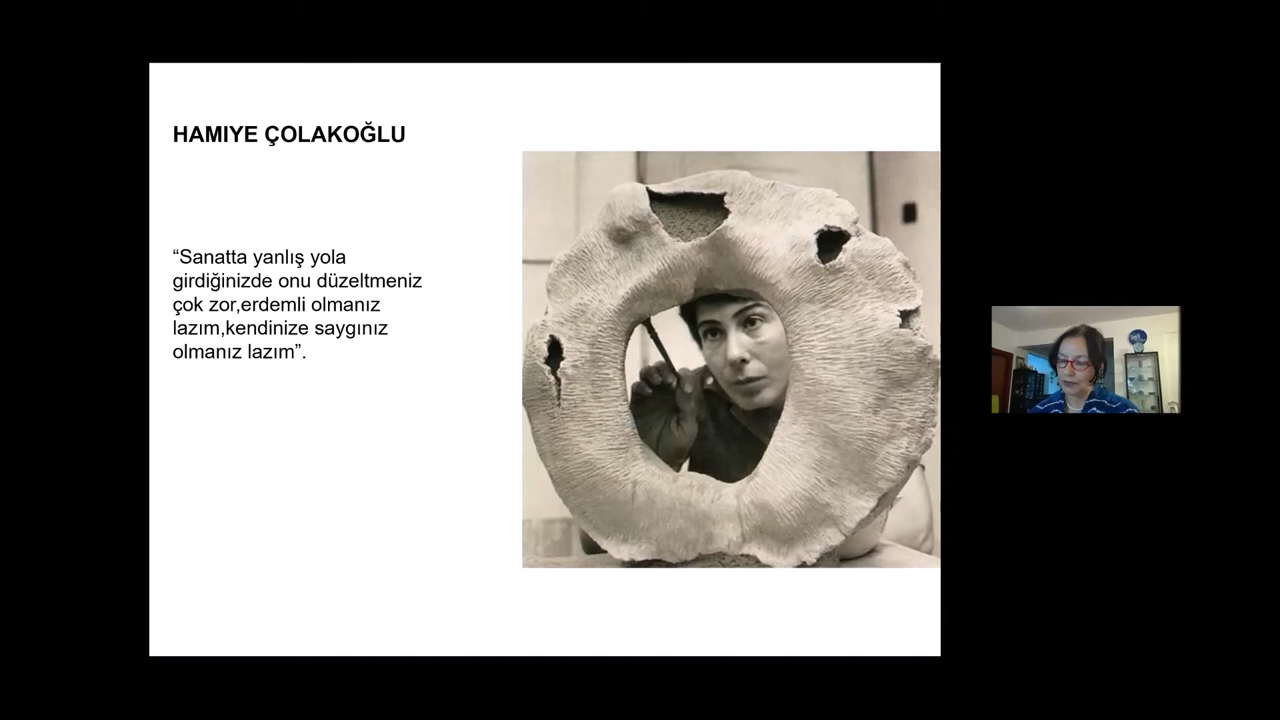 HAMIYE ÇOLAKOĞLU
“Sanatta yanlış yola
girdiğinizde onu düzeltmeniz
çok zor,erdemli olmanız
lazım,kendinize saygınız
olmanız lazım”.